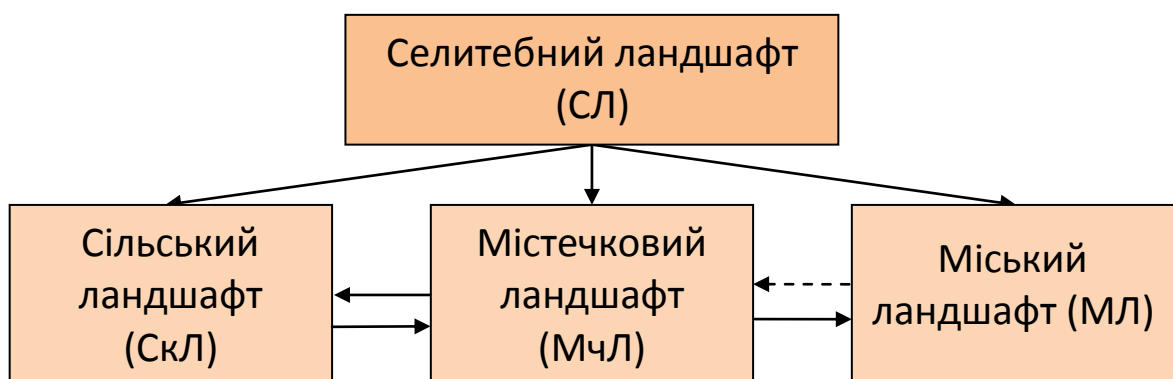 Селитебний ландшафт
(СЛ)
Сільський
ландшафт
(СкЛ)
Містечковий
ландшафт
(МчЛ)
Міський
ландшафт (МЛ)